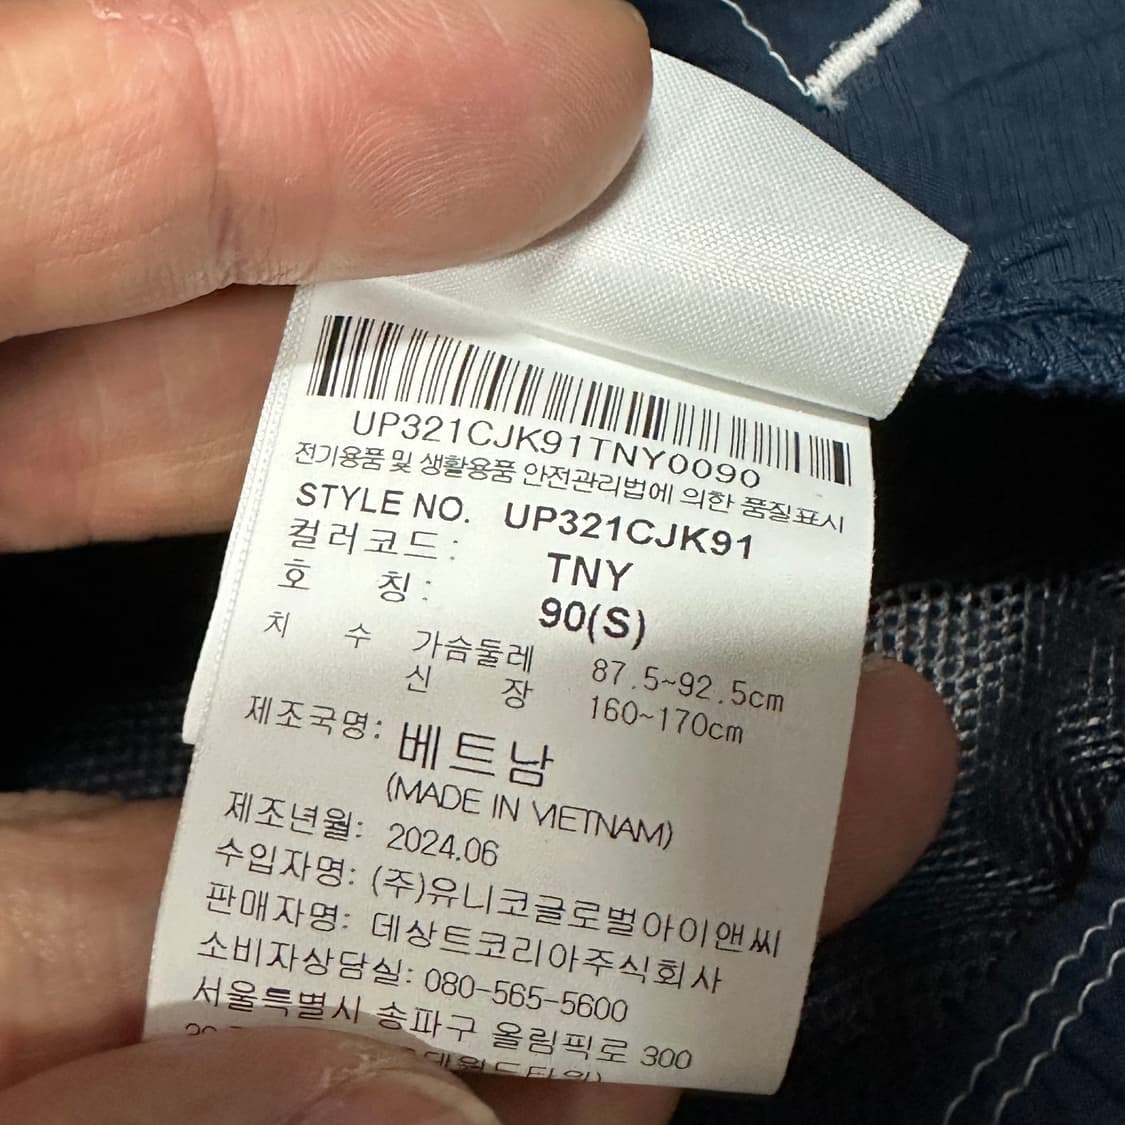 UP321CJK91TNY0090
전기용품 및 생활용품 안전관리법에 의한 품질표시
STYLE NO. UP321CJK91
컬러코드: TNY
호 칭: 90(S)
치 수 가슴둘레 87.5~92.5cm
신 장 160~170cm
제조국명: 베트남
(MADE IN VIETNAM)
제조년월: 2024.06
수입자명: (주)유니코글로벌아이앤씨
판매자명: 데상트코리아주식회사
소비자상담실: 080-565-5600
서울특별시 송파구 올림픽로 300